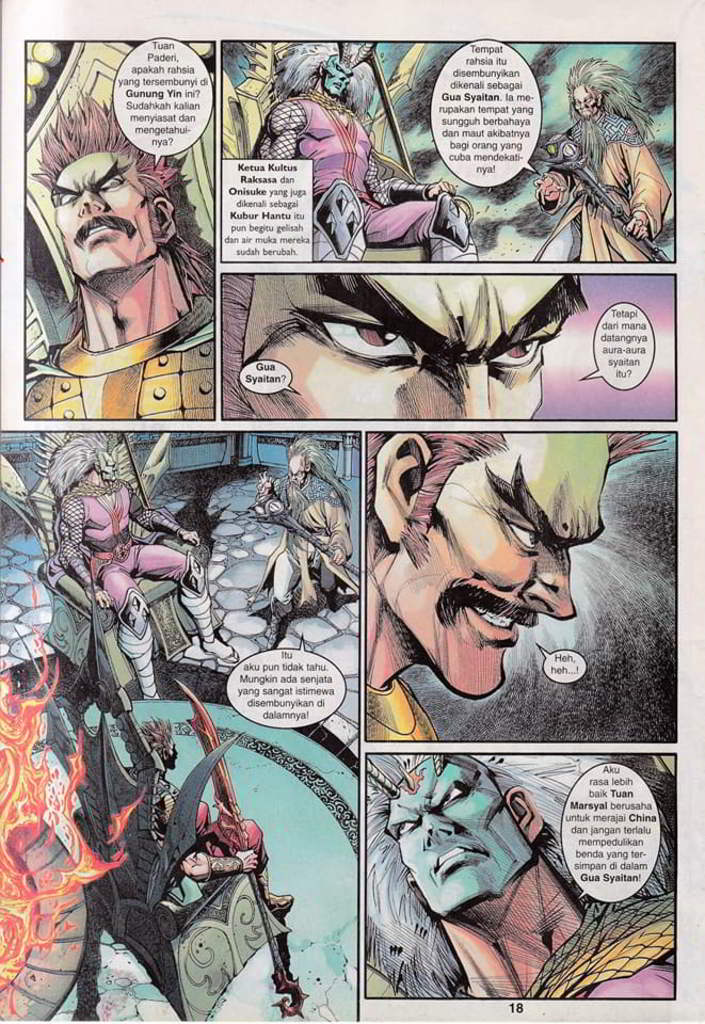 Tuan
Paderi,
apakah rahsia
yang tersembunyi di
Gunung Yin ini?
Sudahkah kalian
menyiasat dan
mengetahui-
nya?
Tempat
rahsia itu
disembunyikan
dikenali sebagai
Gua Syaitan. Ia me-
rupakan tempat yang
sungguh berbahaya
dan maut akibatnya
bagi orang yang
cuba mendekati-
nya!
Ketua Kultus
Raksasa dan
Onisuke yang juga
dikenali sebagai
Kubur Hantu itu
pun begitu gelisah
dan air muka mereka
sudah berubah.
Gua
Syaitan?
Tetapi
dari mana
datangnya
aura-aura
syaitan
itu?
Itu
aku pun tidak tahu.
Mungkin ada senjata
yang sangat istimewa
disembunyikan di
dalamnya!
Heh,
heh...!
Aku
rasa lebih
baik Tuan
Marsyal berusaha
untuk merajai China
dan jangan terlalu
mempedulikan
benda yang ter-
simpan di dalam
Gua Syaitan!
18